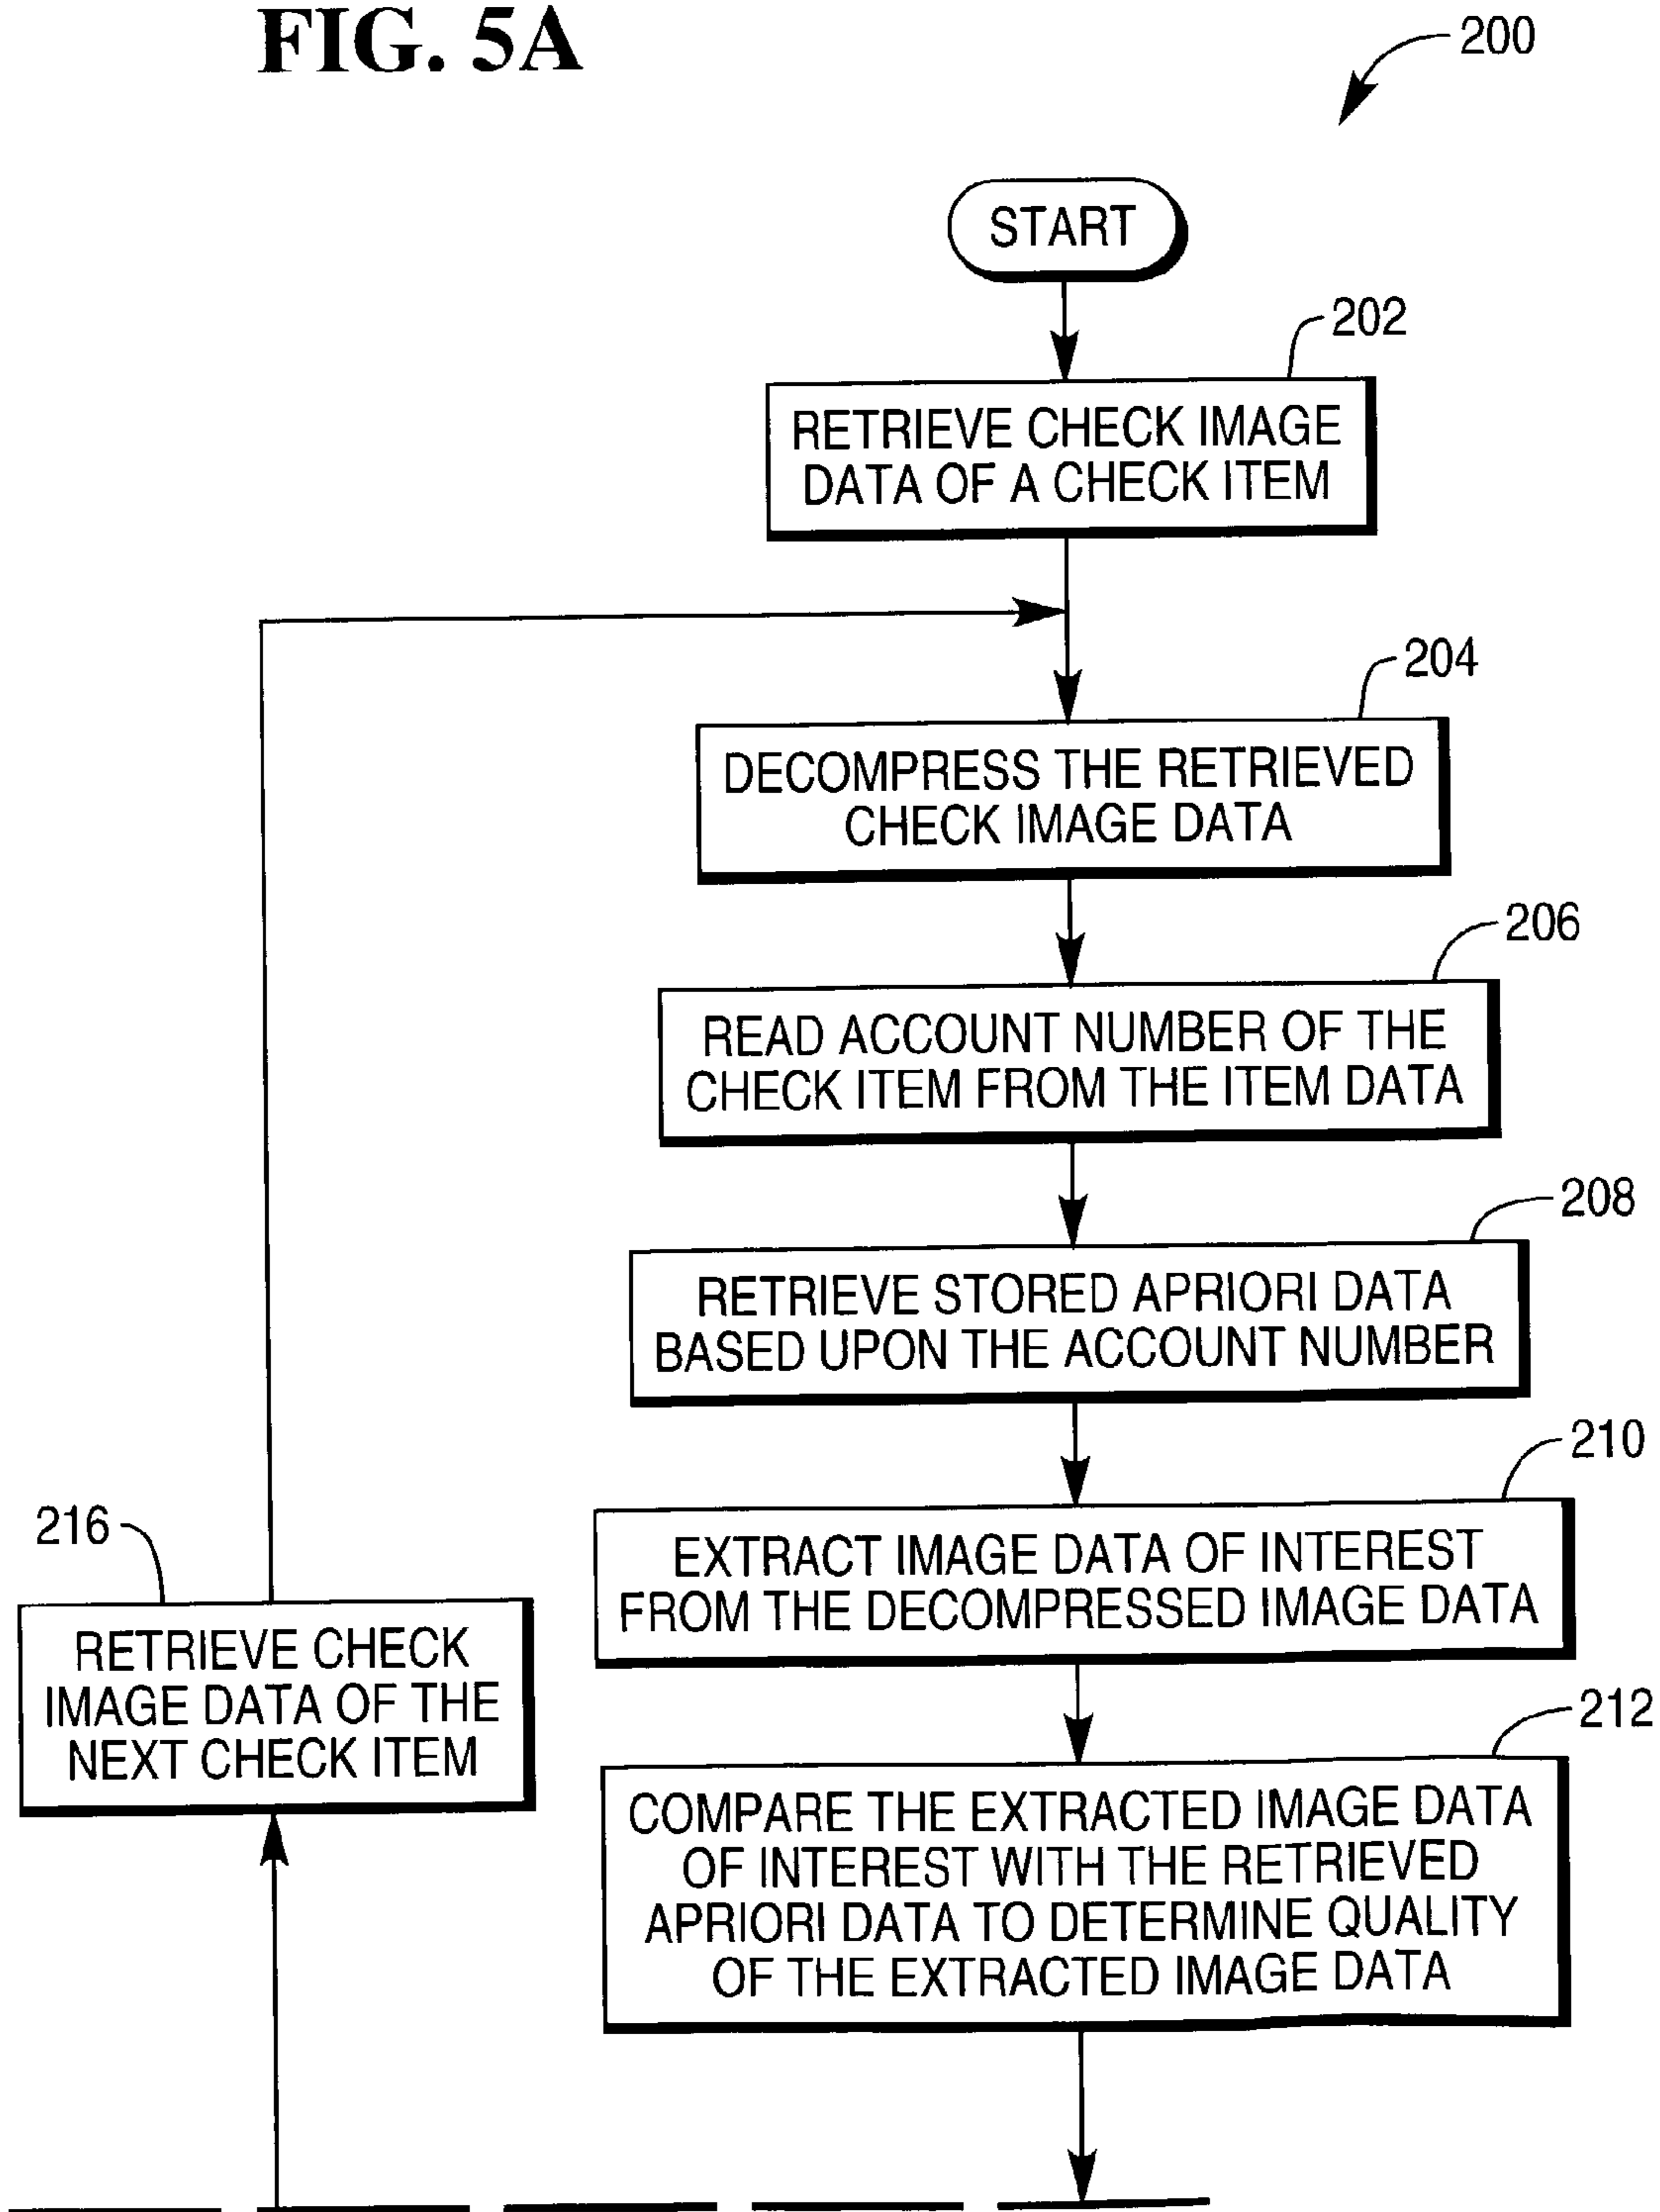 FIG. 5A
200
START
202
RETRIEVE CHECK IMAGE
DATA OF A CHECK ITEM
204
DECOMPRESS THE RETRIEVED
CHECK IMAGE DATA
206
READ ACCOUNT NUMBER OF THE
CHECK ITEM FROM THE ITEM DATA
208
RETRIEVE STORED APRIORI DATA
BASED UPON THE ACCOUNT NUMBER
210
EXTRACT IMAGE DATA OF INTEREST
FROM THE DECOMPRESSED IMAGE DATA
216
RETRIEVE CHECK
IMAGE DATA OF THE
NEXT CHECK ITEM
212
COMPARE THE EXTRACTED IMAGE DATA
OF INTEREST WITH THE RETRIEVED
APRIORI DATA TO DETERMINE QUALITY
OF THE EXTRACTED IMAGE DATA